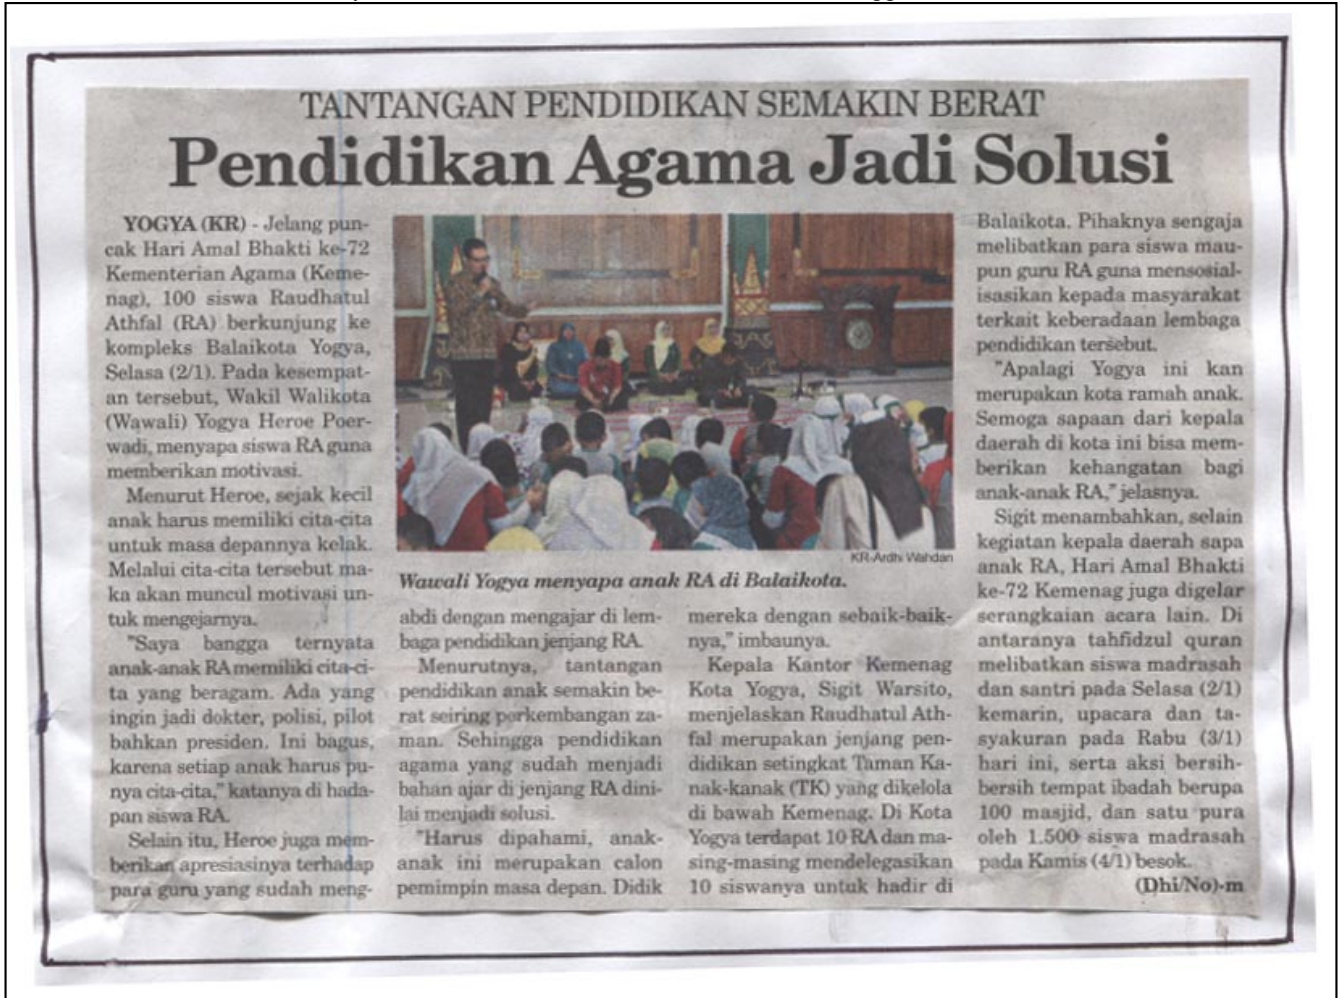 TANTANGAN PENDIDIKAN SEMAKIN BERAT
Pendidikan Agama Jadi Solusi
YOGYA (KR) - Jelang pun-
cak Hari Amal Bhakti ke-72
Kementerian Agama (Keme-
nag), 100 siswa Raudhatul
Athfal (RA) berkunjung ke
kompleks Balaikota Yogya,
Selasa (2/1). Pada kesempat-
an tersebut, Wakil Walikota
(Wawali) Yogya Heroe Poer-
wadi, menyapa siswa RA guna
memberikan motivasi.
Menurut Heroe, sejak kecil
anak harus memiliki cita-cita
untuk masa depannya kelak.
Melalui cita-cita tersebut ma-
ka akan muncul motivasi un-
tuk mengejarnya.
"Saya bangga ternyata
anak-anak RA memiliki cita-ci-
ta yang beragam. Ada yang
ingin jadi dokter, polisi, pilot
bahkan presiden. Ini bagus,
karena setiap anak harus pu-
nya cita-cita," katanya di hada-
pan siswa RA.
Selain itu, Heroe juga mem-
berikan apresiasinya terhadap
para guru yang sudah meng-
KR-Ardhi Wahdan
Wawali Yogya menyapa anak RA di Balaikota.
abdi dengan mengajar di lem-
baga pendidikan jenjang RA.
Menurutnya, tantangan
pendidikan anak semakin be-
rat seiring perkembangan za-
man. Sehingga pendidikan
agama yang sudah menjadi
bahan ajar di jenjang RA dini-
lai menjadi solusi.
"Harus dipahami, anak-
anak ini merupakan calon
pemimpin masa depan. Didik
mereka dengan sebaik-baik-
nya," imbaunya.
Kepala Kantor Kemenag
Kota Yogya, Sigit Warsito,
menjelaskan Raudhatul Ath-
fal merupakan jenjang pen-
didikan setingkat Taman Ka-
nak-kanak (TK) yang dikelola
di bawah Kemenag. Di Kota
Yogya terdapat 10 RA dan ma-
sing-masing mendelegasikan
10 siswanya untuk hadir di
Balaikota. Pihaknya sengaja
melibatkan para siswa mau-
pun guru RA guna mensosial-
isasikan kepada masyarakat
terkait keberadaan lembaga
pendidikan tersebut.
"Apalagi Yogya ini kan
merupakan kota ramah anak.
Semoga sapaan dari kepala
daerah di kota ini bisa mem-
berikan kehangatan bagi
anak-anak RA," jelasnya.
Sigit menambahkan, selain
kegiatan kepala daerah sapa
anak RA, Hari Amal Bhakti
ke-72 Kemenag juga digelar
serangkaian acara lain. Di
antaranya tahfidzul quran
melibatkan siswa madrasah
dan santri pada Selasa (2/1)
kemarin, upacara dan ta-
syakuran pada Rabu (3/1)
hari ini, serta aksi bersih-
bersih tempat ibadah berupa
100 masjid, dan satu pura
oleh 1.500 siswa madrasah
pada Kamis (4/1) besok.
(Dhi/No)-m